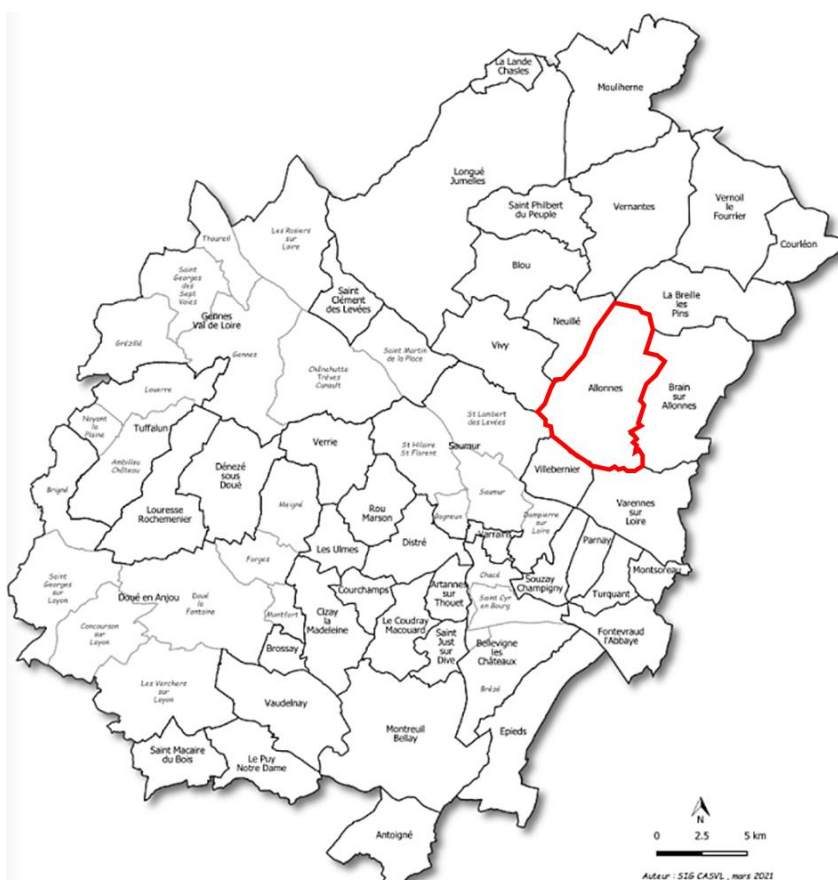 La Lande
Chasles
Mouliherne
Longué
Jumelles
Saint Philbert
du Peuple
Vernantes
Vernoil
le
Fourrier
Courléon
Les Rosiers
sur
Loire
Thoureil
Blou
Saint
Georges
des
Sept
Voies
Saint
Clément
des Levées
La Breille
les
Pins
Gennes
Val de Loire
Neuillé
Grézillé
Gennes
Saint Martin
de la Place
Vivy
Chênehutte
Trèves
Cunault
Louerre
Allonnes
Brain
sur
Allonnes
Noyant
la
Plaine
Tuffalun
St Lambert
des Levées
Ambillou
Château
Verrie
St Hilaire
St Florent
Saumur
Dénezé
sous
Doué
Villebernier
Brigné
Louresse
Rochemenier
Meigné
Rou
Marson
Saumur
Bagneux
Dampierre
sur
Loire
Varennes
sur
Loire
Les Ulmes
Distré
Varrains
Parnay
Forges
Montsoreau
Saint
Georges
sur
Layon
Doué en Anjou
Doué
la
Fontaine
Courchamps
Artannes
sur
Thouet
Chacé
Souzay
Champigny
Turquant
Saint Cyr
en Bourg
Concourson
sur
Layon
Montfort
Cizay
la
Madeleine
Le Coudray
Macouard
Fontevraud
l'Abbaye
Brossay
Saint
Just
sur
Dive
Bellevigne
les
Châteaux
Les Verchers
sur
Layon
Brézé
Vaudelnay
Montreuil
Bellay
Epieds
Saint Macaire
du Bois
Le Puy
Notre Dame
Antoigné
N
0 2.5 5 km
Auteur : SIG CASVL , mars 2021